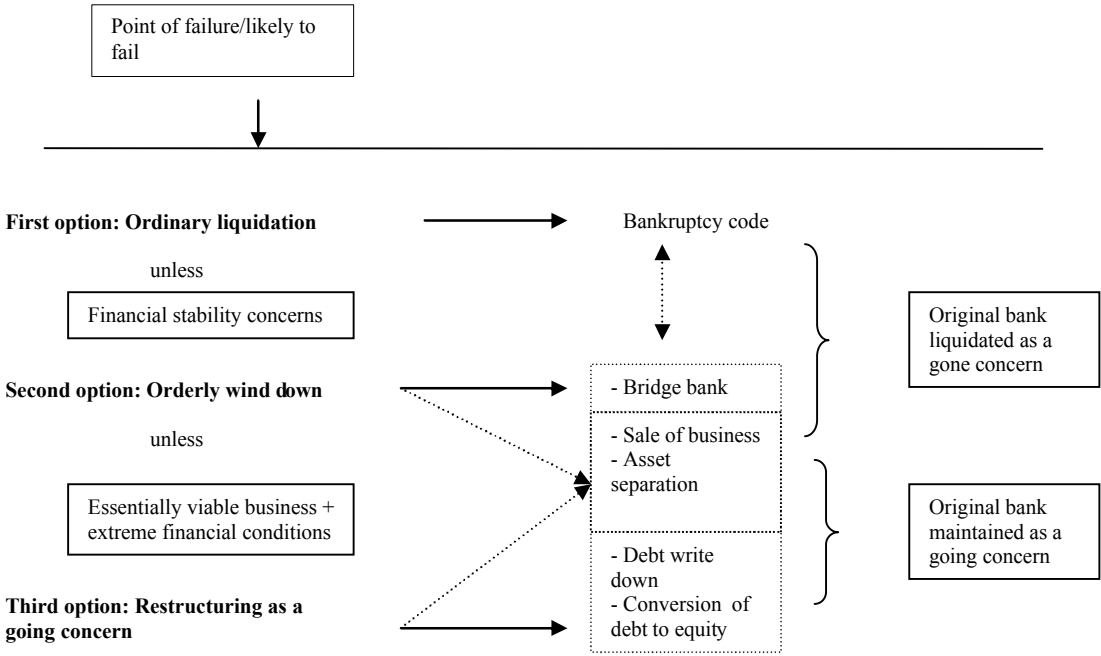 Point of failure/likely to
fail
First option: Ordinary liquidation
Bankruptcy code
unless
Financial stability concerns
Original bank
liquidated as a
gone concern
Second option: Orderly wind down
- Bridge bank
unless
- Sale of business
- Asset
separation
Essentially viable business +
extreme financial conditions
Original bank
maintained as a
going concern
- Debt write
down
- Conversion of
debt to equity
Third option: Restructuring as a
going concern